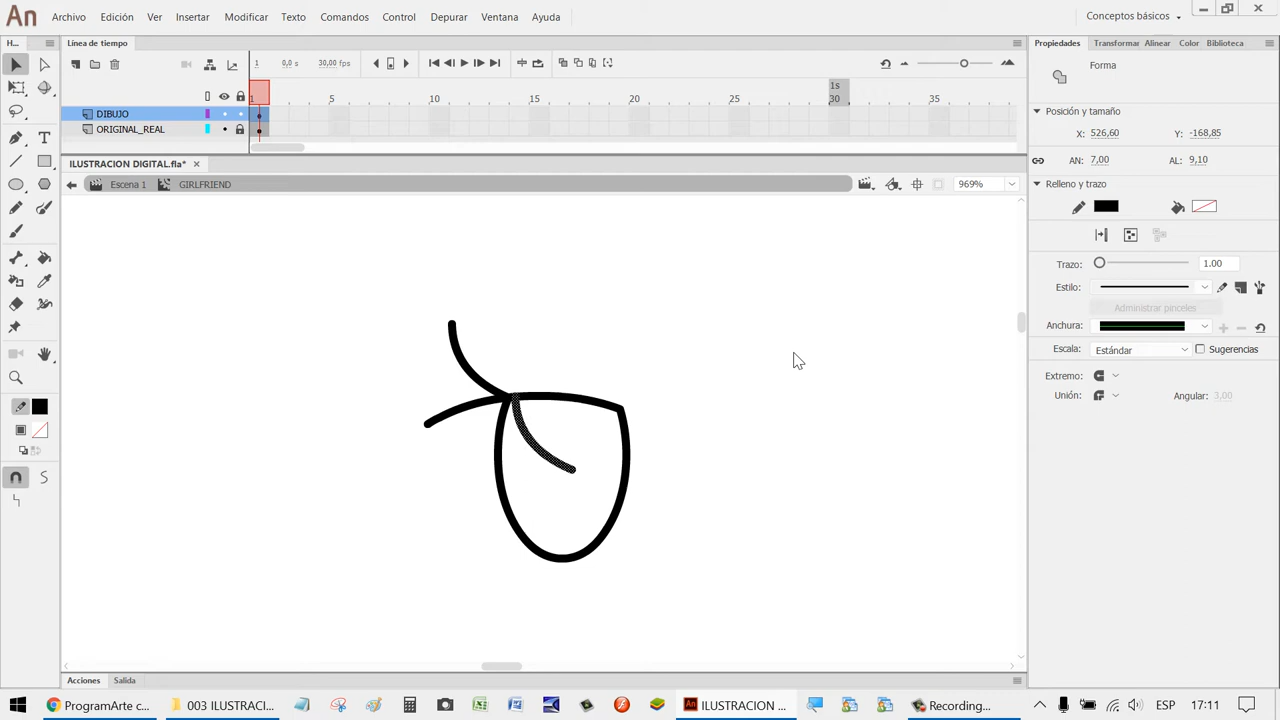 An Archivo Edición Ver Insertar Modificar Texto Comandos Control Depurar Ventana Ayuda Conceptos básicos
H... Línea de tiempo Propiedades Transformar Alinear Color Biblioteca
1 0,0 s 30,00 fps Forma
1 5 10 15 20 25 1s 30 35
DIBUJO Posición y tamaño
ORIGINAL_REAL X: 526,60 Y: -168,85
AN: 7,00 AL: 9,10
ILUSTRACION DIGITAL.fla*
Escena 1 GIRLFRIEND 969% Relleno y trazo
Trazo: 1.00
Estilo:
Administrar pinceles
Anchura:
Escala: Estándar Sugerencias
Extremo:
Unión: Angular: 3,00
Acciones Salida
ProgramArte c... 003 ILUSTRACI... ILUSTRACION ... Recording... ESP 17:11